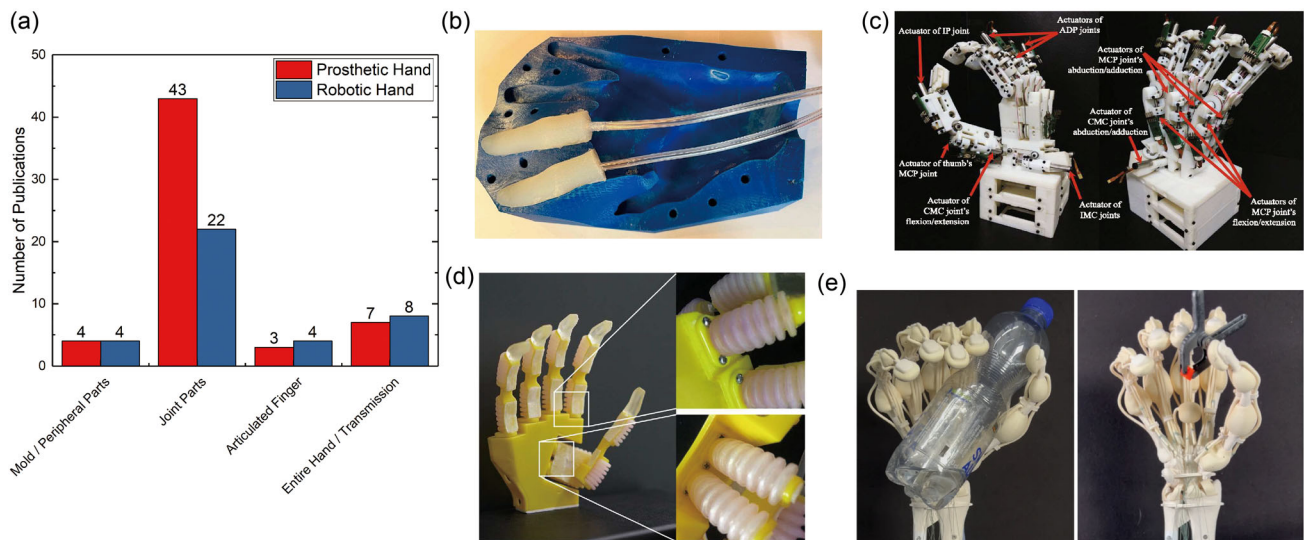 (a)
Number of Publications
50
40
30
20
10
0
Prosthetic Hand
Robotic Hand
4
4
43
22
3
4
7
8
Mold / Peripheral Parts
Joint Parts
Articulated Finger
Entire Hand / Transmission
(b)
(c)
Actuator of IP joint
Actuators of
ADP joints
Actuators of
MCP joint's
abduction/adduction
Actuator of
CMC joint's
abduction/adduction
Actuator of thumb's
MCP joint
Actuator of
CMC joint's
flexion/extension
Actuator of
IMC joints
Actuators of
MCP joint's
flexion/extension
(d)
(e)